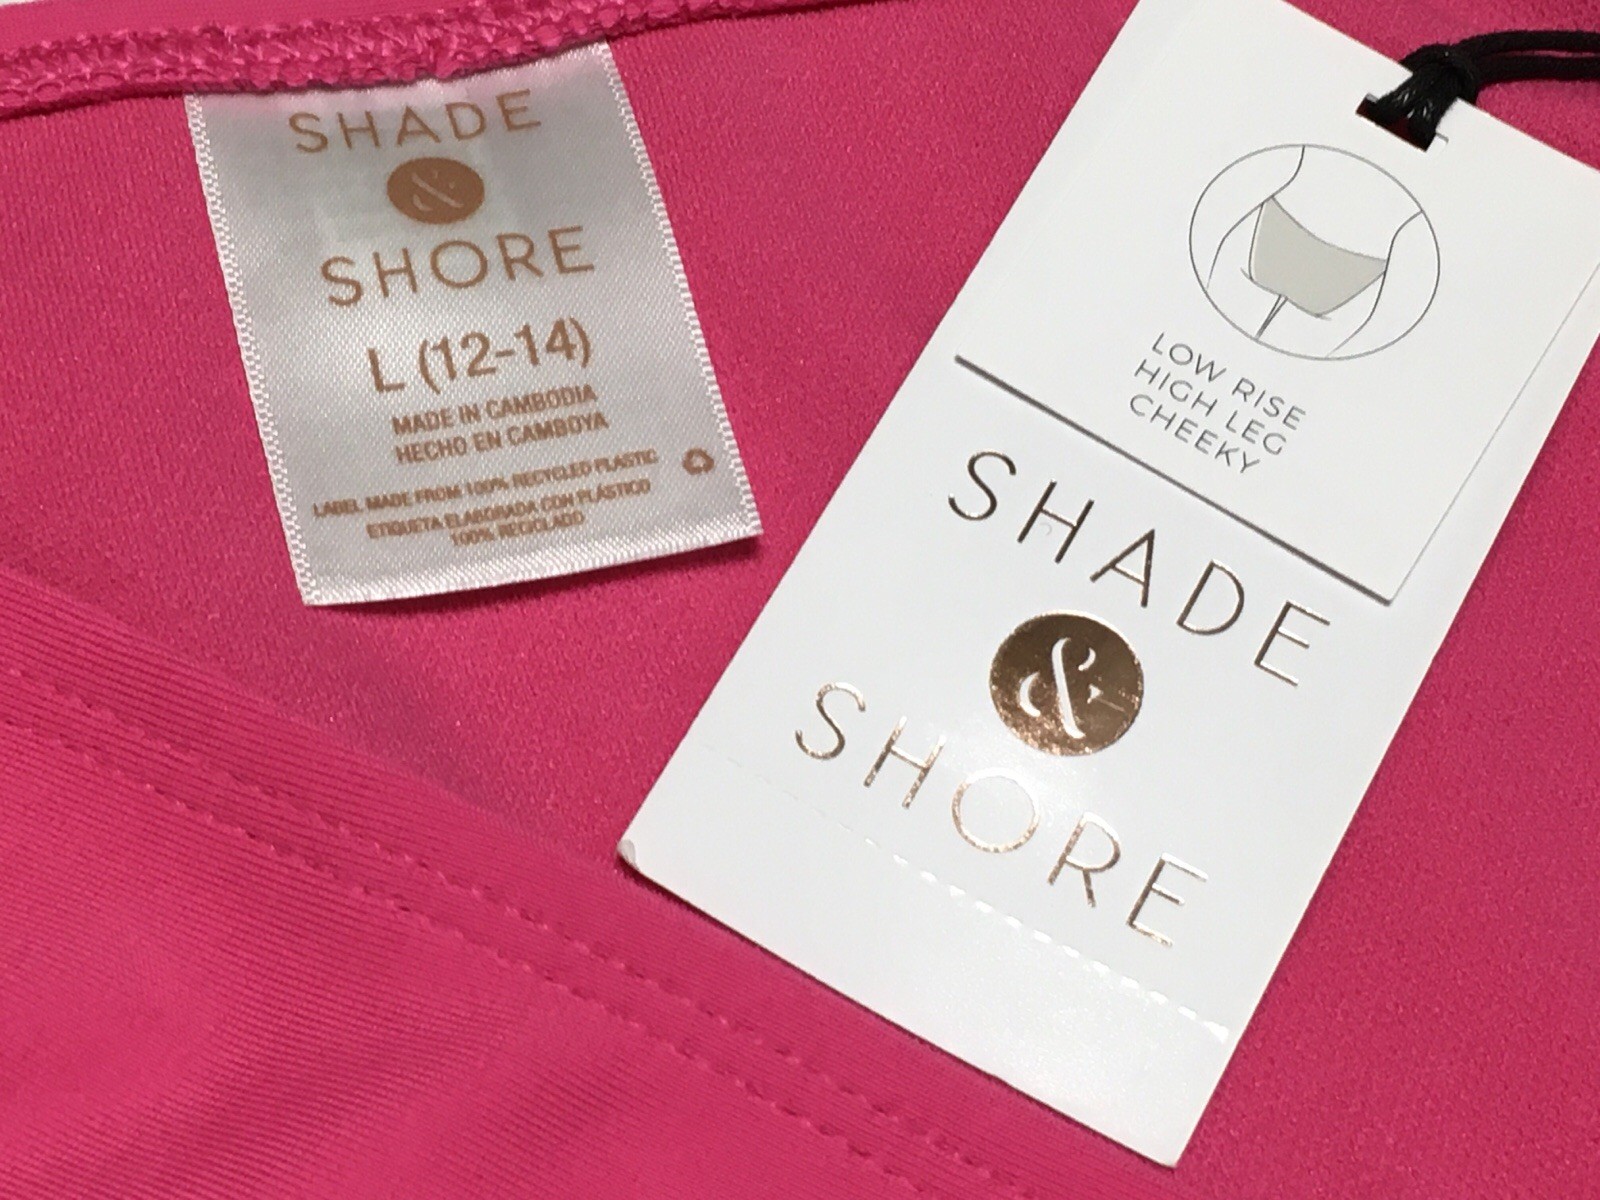 SHADE
&
SHORE
L (12-14)
MADE IN CAMBODIA
HECHO EN CAMBOYA
LABEL MADE FROM 100% RECYCLED PLASTIC
ETIQUETA ELABORADA CON PLÁSTICO
100% RECICLADO
LOW RISE
HIGH LEG
CHEEKY
SHADE
&
SHORE